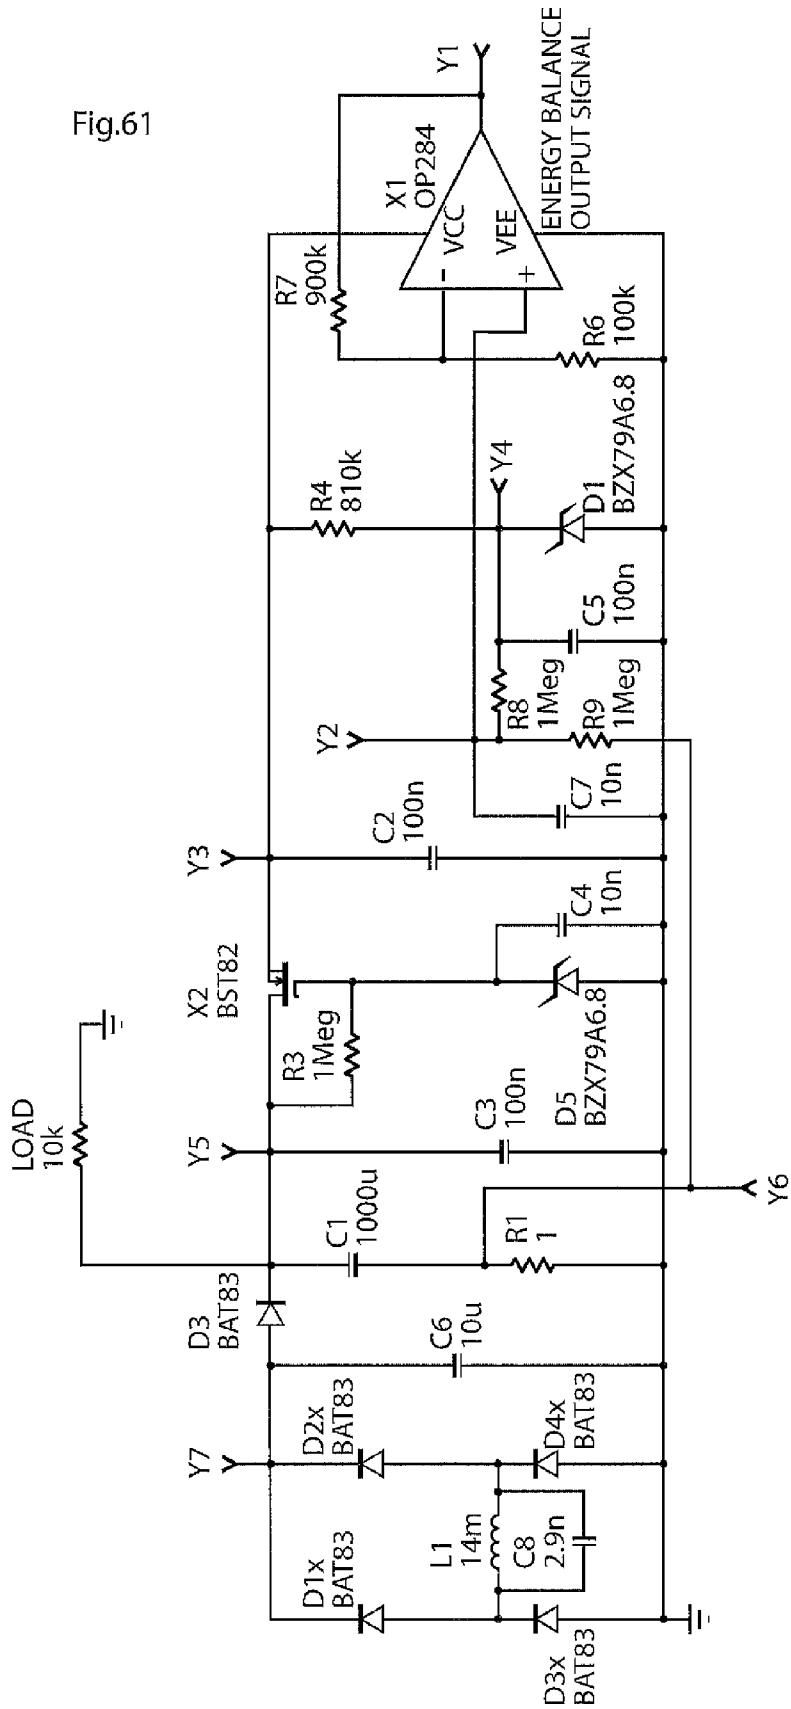 Fig.61
Y1
ENERGY BALANCE
OUTPUT SIGNAL
X1
OP284
VCC
VEE
-
+
R7
900k
R6
100k
R4
810k
Y4
D1
BZX79A6.8
C5
100n
R8
1Meg
R9
1Meg
Y2
C7
10n
C2
100n
Y3
C4
10n
X2
BST82
R3
1Meg
D5
BZX79A6.8
LOAD
10k
Y5
C3
100n
C1
1000u
R1
1
Y6
D3
BAT83
C6
10u
Y7
D2x
BAT83
D4x
BAT83
L1
14m
C8
2.9n
D1x
BAT83
D3x
BAT83